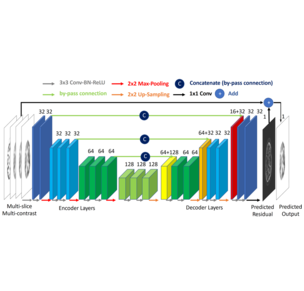 3x3 Conv-BN-ReLU
2x2 Max-Pooling
C
Concatenate (by-pass connection)
by-pass connection
2x2 Up-Sampling
1x1 Conv
+
Add
32 32
C
16+32
32 32
1
+
1
32 32 32
C
64+32
32 32
64 64 64
C
64+128
64 64
128 128 128
Multi-slice
Multi-contrast
Encoder Layers
Decoder Layers
Predicted
Residual
Predicted
Output